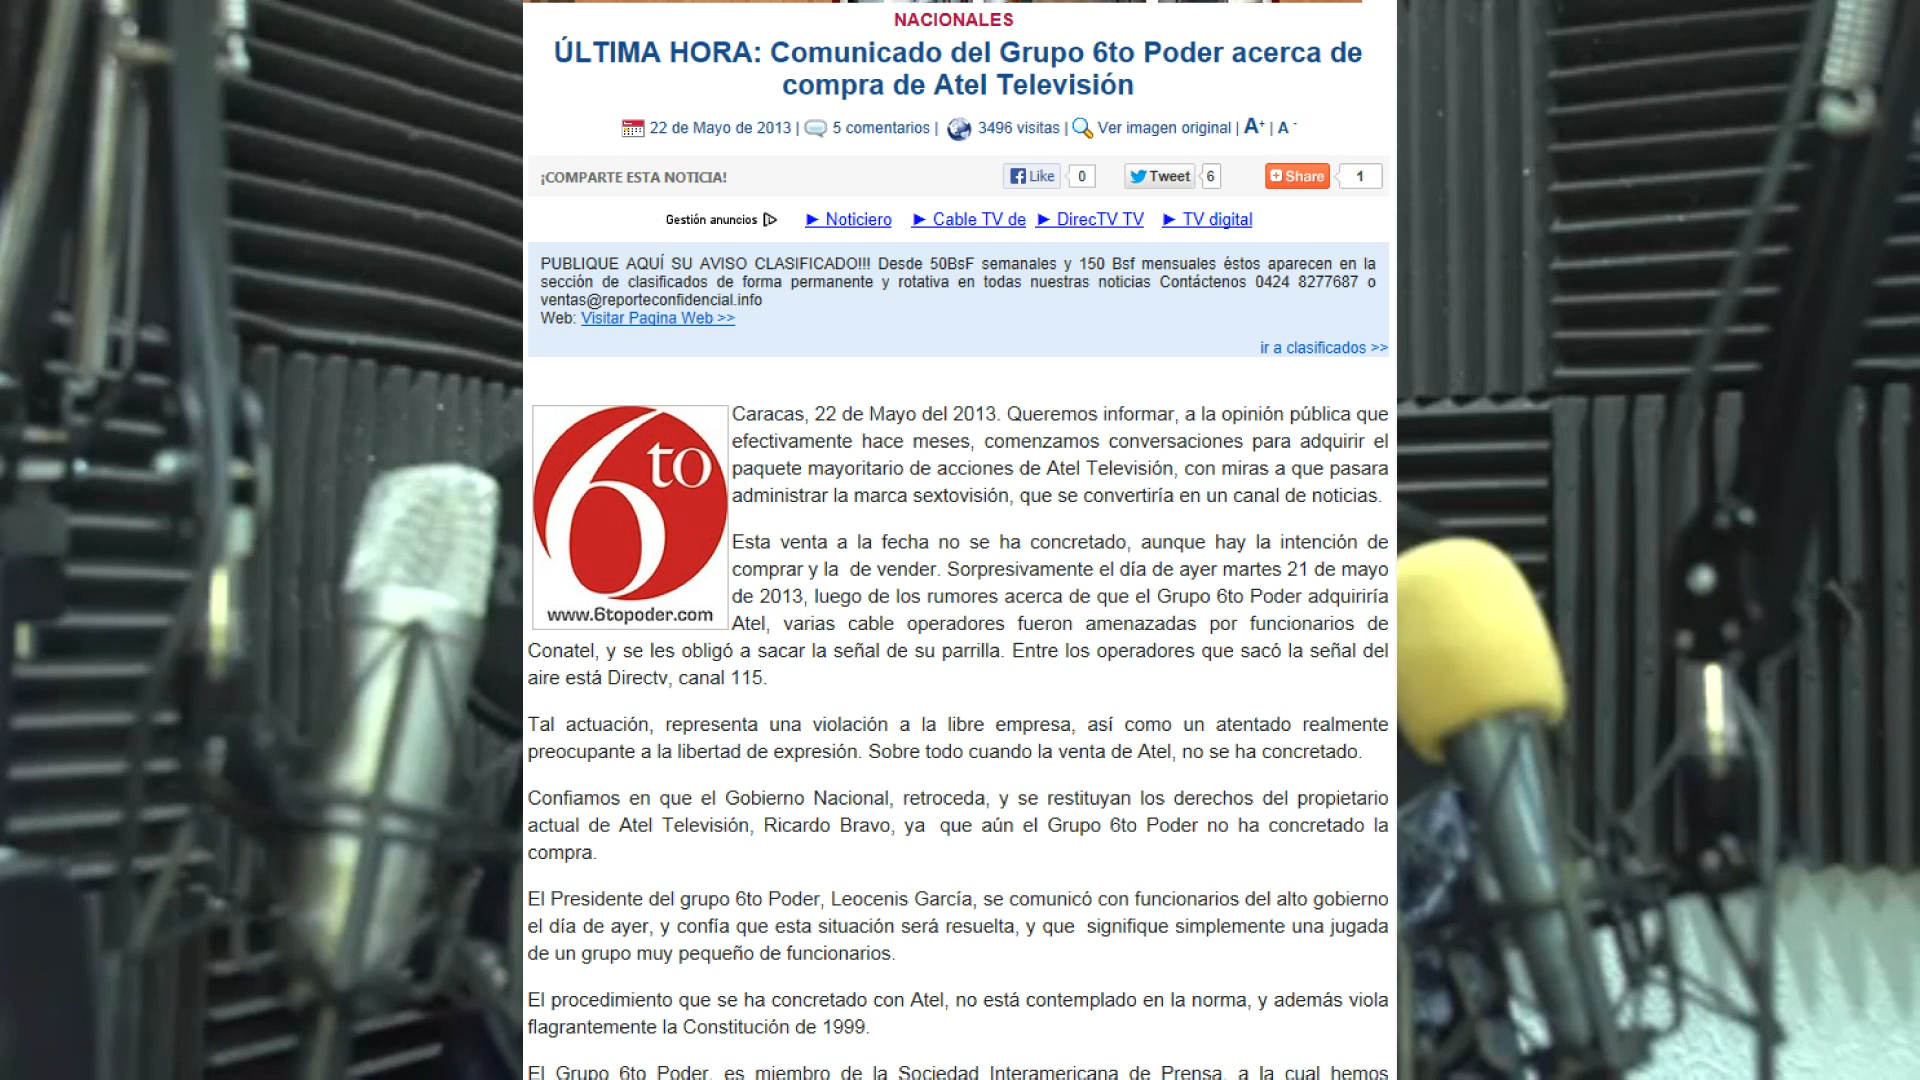 NACIONALES
ÚLTIMA HORA: Comunicado del Grupo 6to Poder acerca de
compra de Atel Televisión
22 de Mayo de 2013 | 5 comentarios | 3496 visitas | Ver imagen original | A+ | A -
¡COMPARTE ESTA NOTICIA! Like 0 Tweet 6 Share 1
Gestión anuncios ► Noticiero ► Cable TV de ► DirecTV TV ► TV digital
PUBLIQUE AQUÍ SU AVISO CLASIFICADO!!! Desde 50BsF semanales y 150 Bsf mensuales éstos aparecen en la
sección de clasificados de forma permanente y rotativa en todas nuestras noticias Contáctenos 0424 8277687 o
ventas@reporteconfidencial.info
Web: Visitar Pagina Web >>
ir a clasificados >>
6to
www.6topoder.com
Caracas, 22 de Mayo del 2013. Queremos informar, a la opinión pública que
efectivamente hace meses, comenzamos conversaciones para adquirir el
paquete mayoritario de acciones de Atel Televisión, con miras a que pasara
administrar la marca sextovisión, que se convertiría en un canal de noticias.
Esta venta a la fecha no se ha concretado, aunque hay la intención de
comprar y la de vender. Sorpresivamente el día de ayer martes 21 de mayo
de 2013, luego de los rumores acerca de que el Grupo 6to Poder adquiriría
Atel, varias cable operadores fueron amenazadas por funcionarios de
Conatel, y se les obligó a sacar la señal de su parrilla. Entre los operadores que sacó la señal del
aire está Directv, canal 115.
Tal actuación, representa una violación a la libre empresa, así como un atentado realmente
preocupante a la libertad de expresión. Sobre todo cuando la venta de Atel, no se ha concretado.
Confiamos en que el Gobierno Nacional, retroceda, y se restituyan los derechos del propietario
actual de Atel Televisión, Ricardo Bravo, ya que aún el Grupo 6to Poder no ha concretado la
compra.
El Presidente del grupo 6to Poder, Leocenis García, se comunicó con funcionarios del alto gobierno
el día de ayer, y confía que esta situación será resuelta, y que signifique simplemente una jugada
de un grupo muy pequeño de funcionarios.
El procedimiento que se ha concretado con Atel, no está contemplado en la norma, y además viola
flagrantemente la Constitución de 1999.
El Grupo 6to Poder, es miembro de la Sociedad Interamericana de Prensa, a la cual hemos